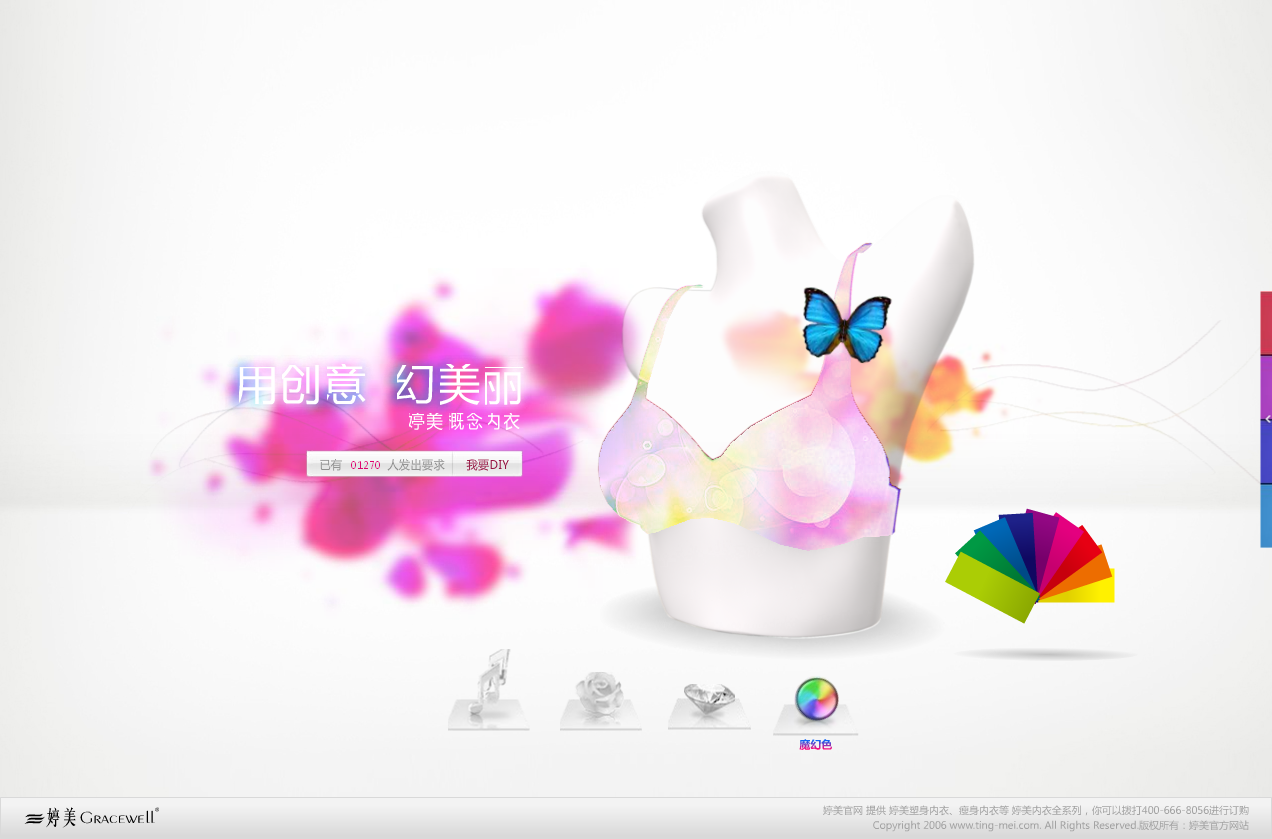 用创意 幻美丽
婷美 概念内衣
已有 01270 人发出要求 我要DIY
魔幻色
婷美 GRACEWELL®
婷美官网 提供 婷美塑身内衣、瘦身内衣等 婷美内衣全系列，你可以拨打400-666-8056进行订购
Copyright 2006 www.ting-mei.com. All Rights Reserved.版权所有：婷美官方网站